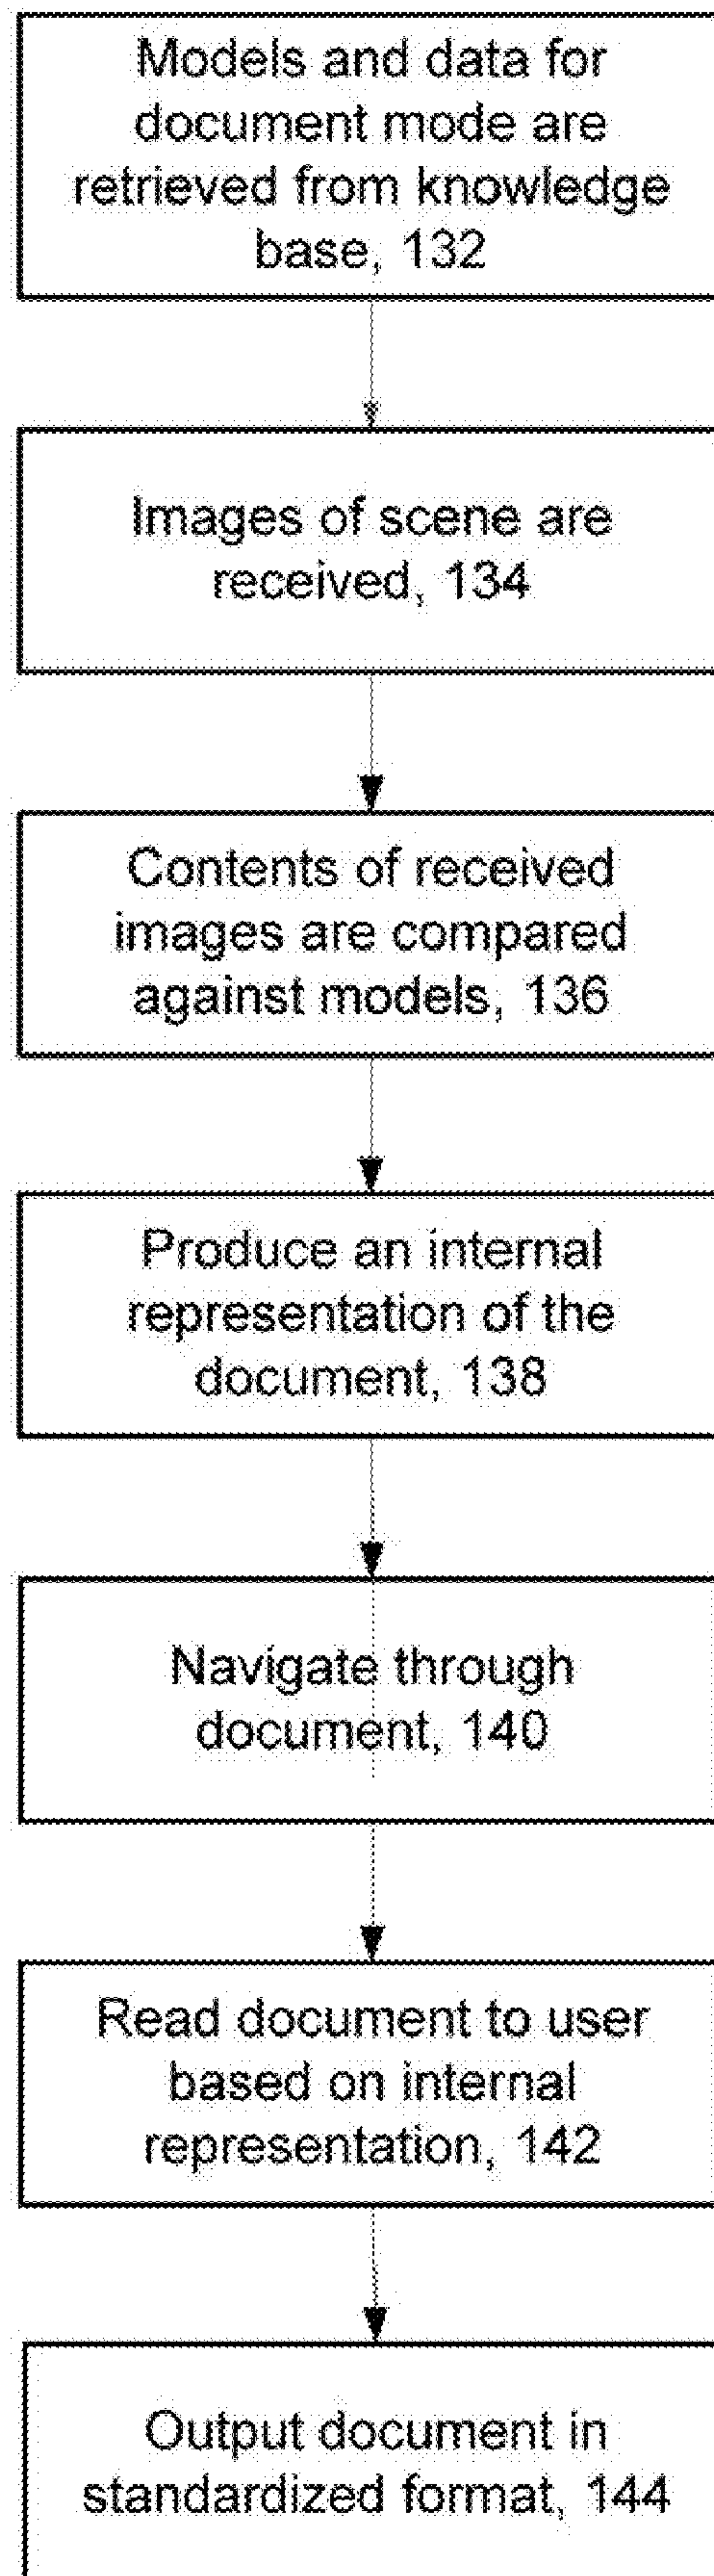 Models and data for
document mode are
retrieved from knowledge
base, 132
Images of scene are
received, 134
Contents of received
images are compared
against models, 136
Produce an internal
representation of the
document, 138
Navigate through
document, 140
Read document to user
based on internal
representation, 142
Output document in
standardized format, 144